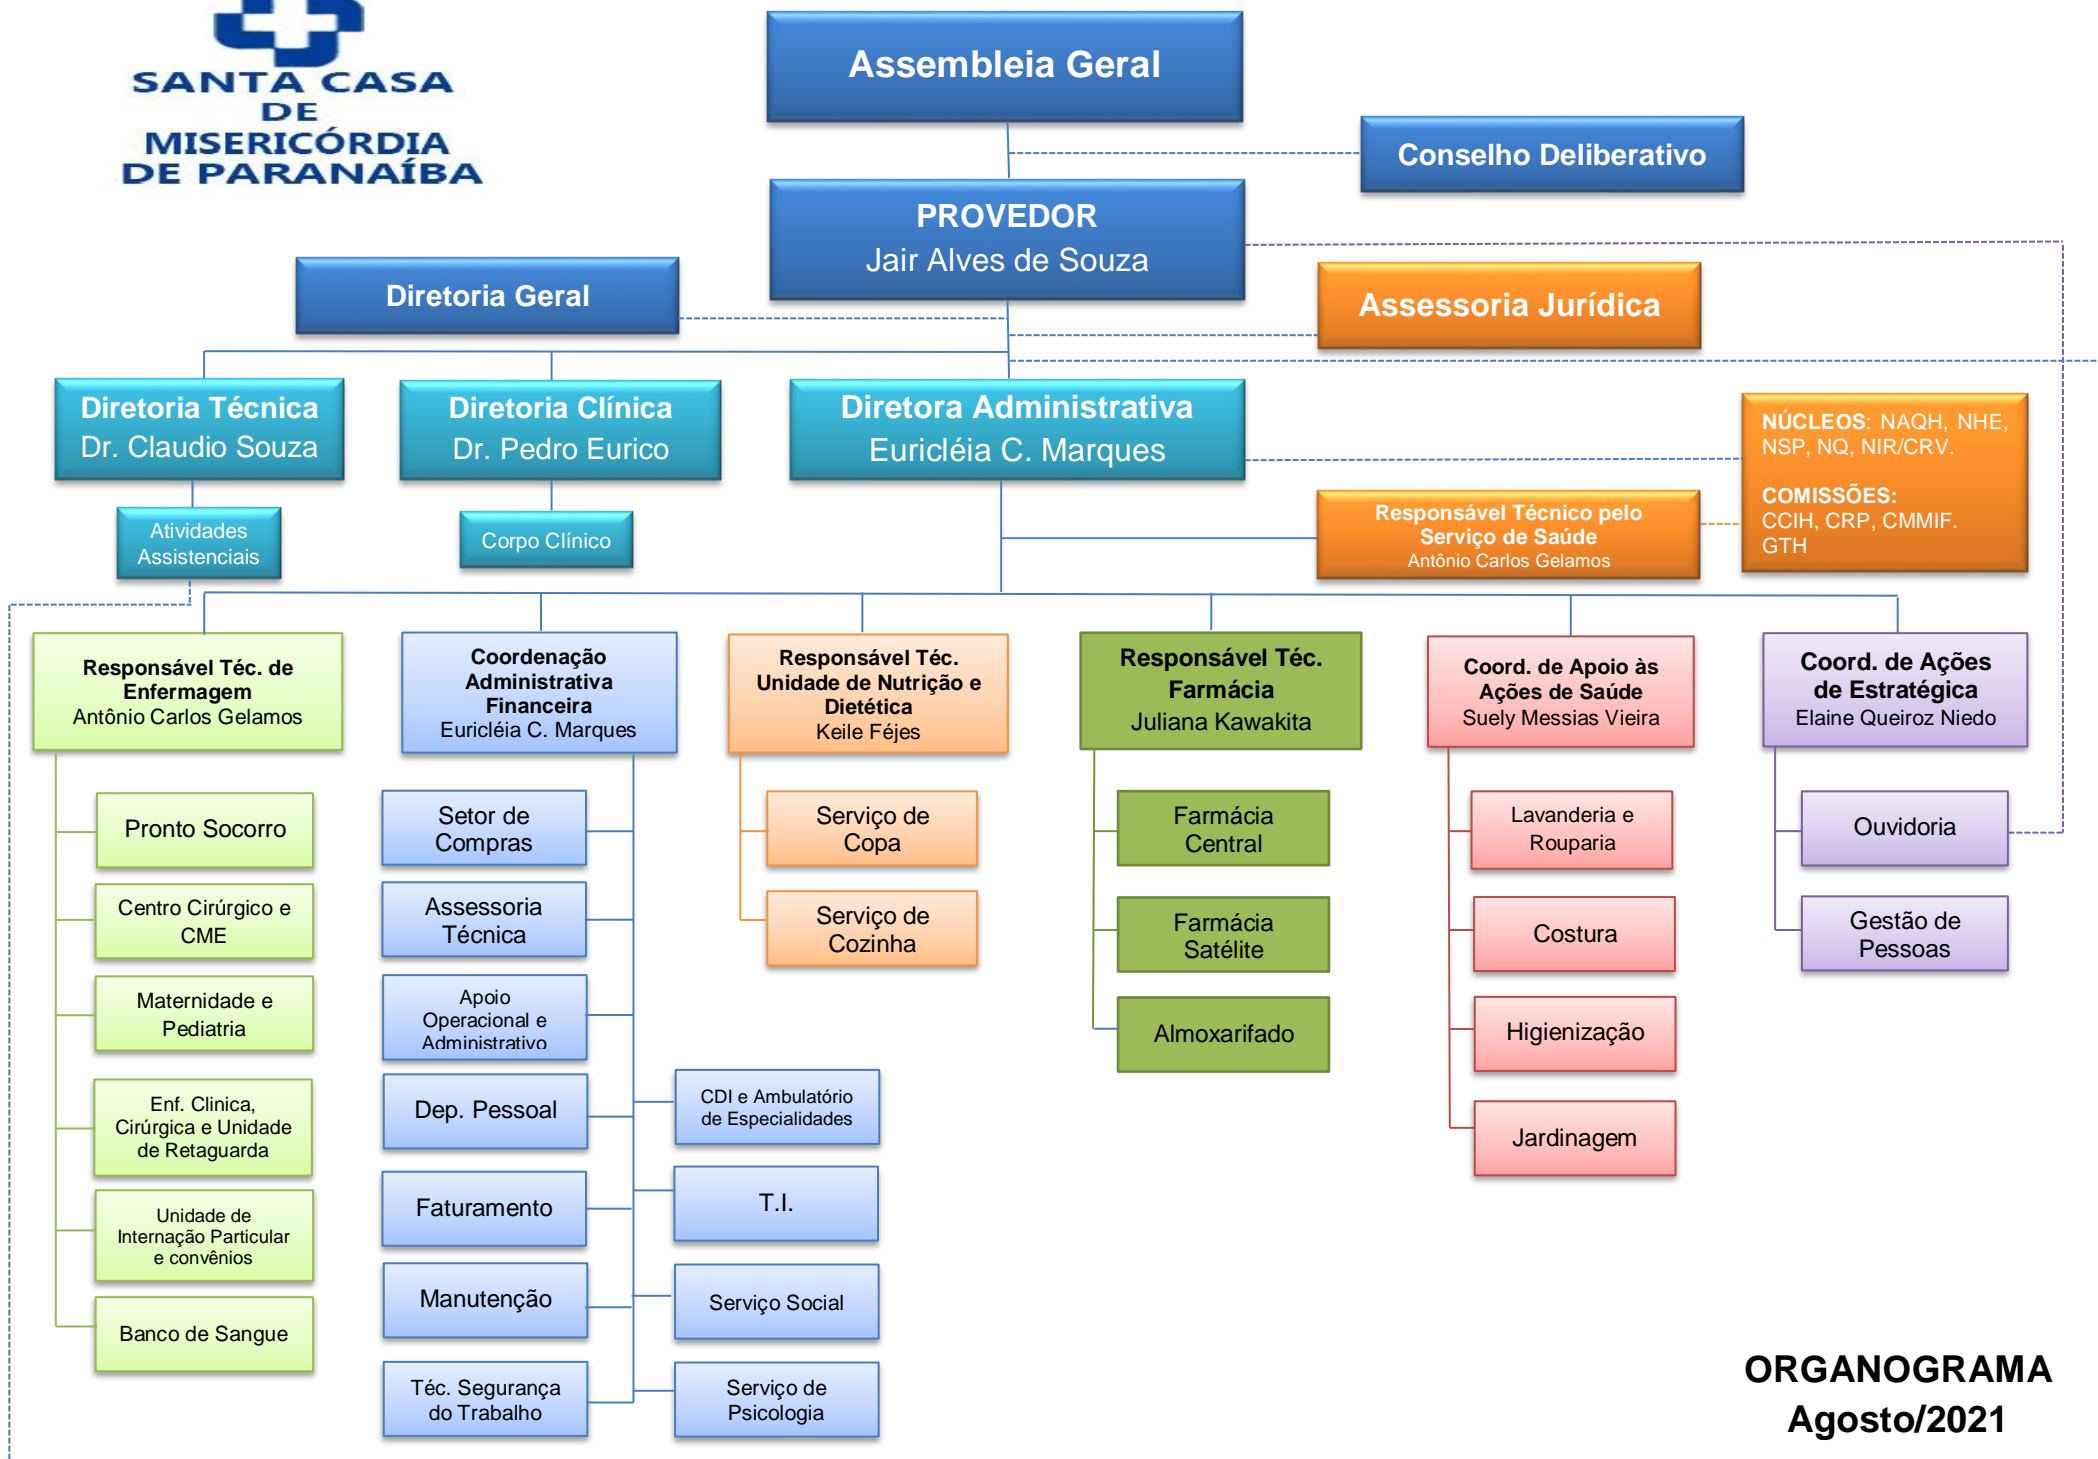 SANTA CASA
DE
MISERICÓRDIA
DE PARANAÍBA
Assembleia Geral
Conselho Deliberativo
PROVEDOR
Jair Alves de Souza
Diretoria Geral
Assessoria Jurídica
Diretoria Técnica
Dr. Claudio Souza
Diretoria Clínica
Dr. Pedro Eurico
Diretora Administrativa
Euricléia C. Marques
NÚCLEOS: NAQH, NHE,
NSP, NQ, NIR/CRV.
COMISSÕES:
CCIH, CRP, CMMIF.
GTH
Atividades
Assistenciais
Corpo Clínico
Responsável Técnico pelo
Serviço de Saúde
Antônio Carlos Gelamos
Responsável Téc. de
Enfermagem
Antônio Carlos Gelamos
Coordenação
Administrativa
Financeira
Euricléia C. Marques
Responsável Téc.
Unidade de Nutrição e
Dietética
Keile Féjes
Responsável Téc.
Farmácia
Juliana Kawakita
Coord. de Apoio às
Ações de Saúde
Suely Messias Vieira
Coord. de Ações
de Estratégica
Elaine Queiroz Niedo
Pronto Socorro
Centro Cirúrgico e
CME
Maternidade e
Pediatria
Enf. Clinica,
Cirúrgica e Unidade
de Retaguarda
Unidade de
Internação Particular
e convênios
Banco de Sangue
Setor de
Compras
Assessoria
Técnica
Apoio
Operacional e
Administrativo
Dep. Pessoal
Faturamento
Manutenção
Téc. Segurança
do Trabalho
CDI e Ambulatório
de Especialidades
T.I.
Serviço Social
Serviço de
Psicologia
Serviço de
Copa
Serviço de
Cozinha
Farmácia
Central
Farmácia
Satélite
Almoxarifado
Lavanderia e
Rouparia
Costura
Higienização
Jardinagem
Ouvidoria
Gestão de
Pessoas
ORGANOGRAMA
Agosto/2021